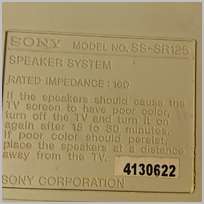 SONY MODEL NO. SS-SR125
SPEAKER SYSTEM
RATED IMPEDANCE : 16Ω
If the speakers should cause the
TV screen to have poor color,
turn off the TV and turn it on
again after 15 to 30 minutes.
If poor color should persist,
place the speakers at a distance
away from the TV.
4130622
SONY CORPORATION